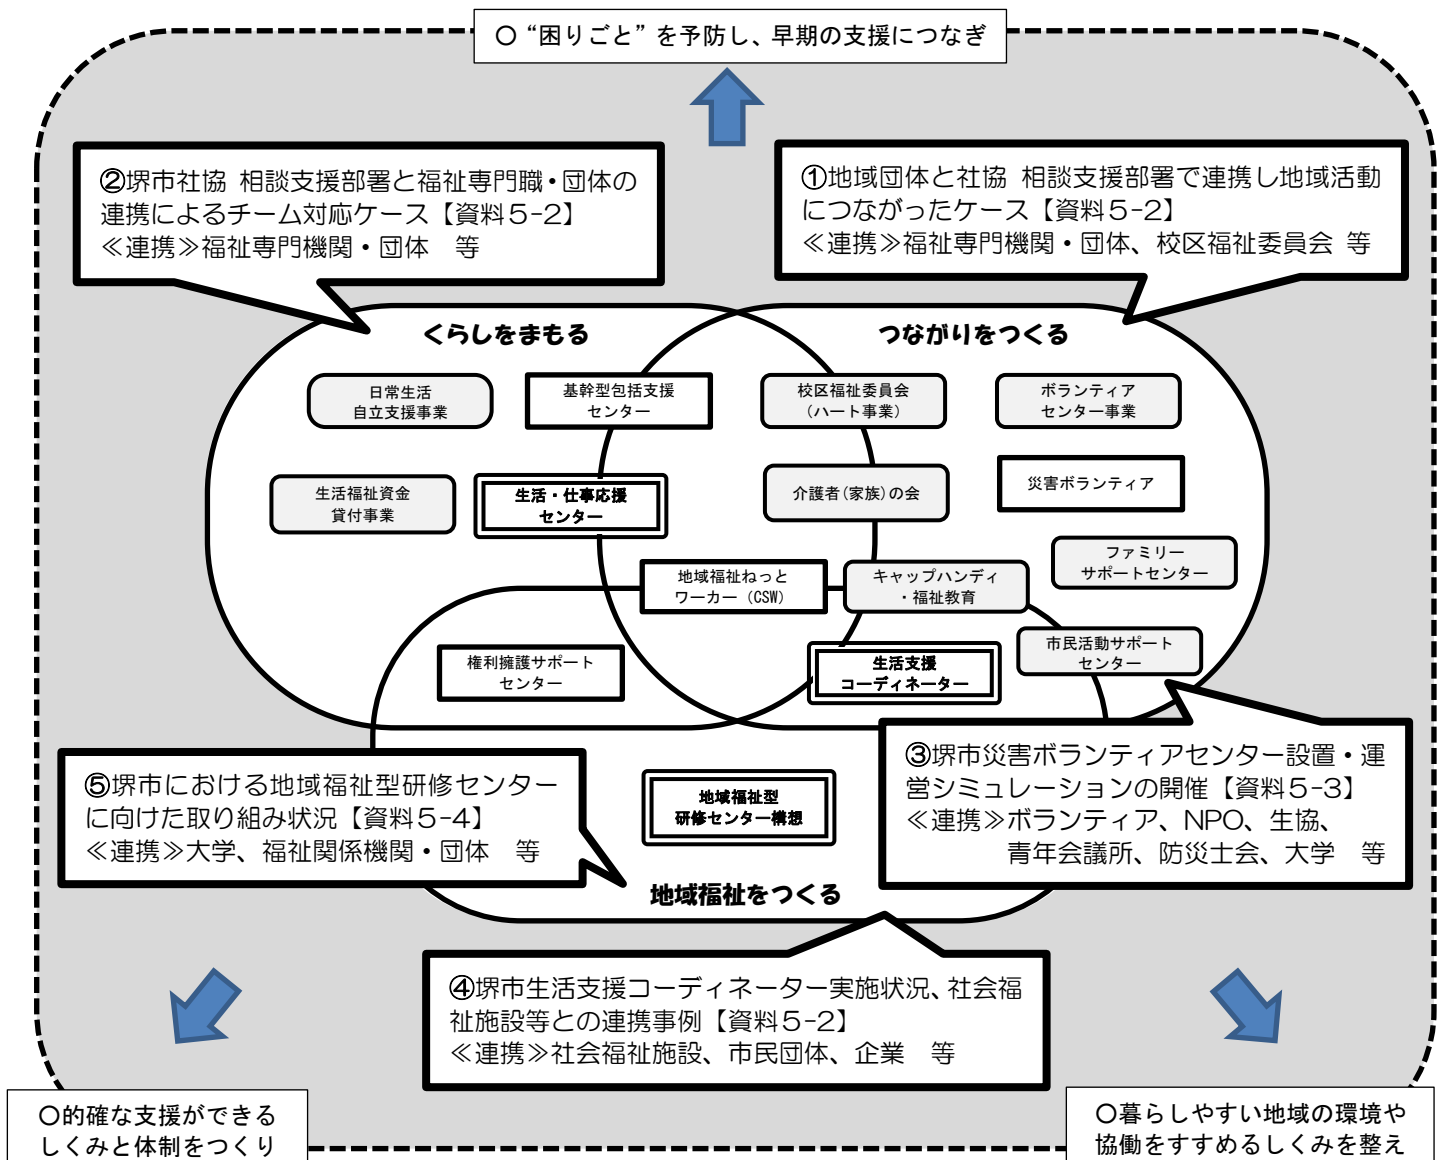 〇 “困りごと” を予防し、早期の支援につなぎ
②堺市社協 相談支援部署と福祉専門職・団体の
連携によるチーム対応ケース【資料5-2】
≪連携≫福祉専門機関・団体　等
①地域団体と社協 相談支援部署で連携し地域活動
につながったケース【資料5-2】
≪連携≫福祉専門機関・団体、校区福祉委員会 等
くらしをまもる
つながりをつくる
日常生活
自立支援事業
基幹型包括支援
センター
校区福祉委員会
（ハート事業）
ボランティア
センター事業
生活福祉資金
貸付事業
生活・仕事応援
センター
介護者(家族)の会
災害ボランティア
ファミリー
サポートセンター
地域福祉ねっと
ワーカー（CSW）
キャップハンディ
・福祉教育
権利擁護サポート
センター
生活支援
コーディネーター
市民活動サポート
センター
⑤堺市における地域福祉型研修センター
に向けた取り組み状況【資料5-4】
≪連携≫大学、福祉関係機関・団体　等
地域福祉型
研修センター構想
③堺市災害ボランティアセンター設置・運
営シミュレーションの開催【資料5-3】
≪連携≫ボランティア、NPO、生協、
青年会議所、防災士会、大学　等
地域福祉をつくる
④堺市生活支援コーディネーター実施状況、社会福
祉施設等との連携事例【資料5-2】
≪連携≫社会福祉施設、市民団体、企業　等
〇的確な支援ができる
しくみと体制をつくり
〇暮らしやすい地域の環境や
協働をすすめるしくみを整え